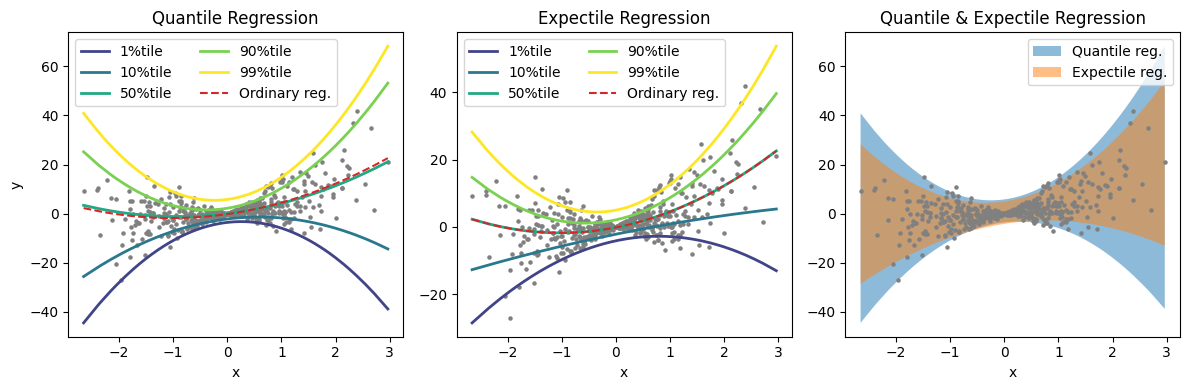 Quantile Regression
1%tile
10%tile
50%tile
90%tile
99%tile
Ordinary reg.
60
40
20
0
−20
−40
y
−2
−1
0
1
2
3
x
Expectile Regression
1%tile
10%tile
50%tile
90%tile
99%tile
Ordinary reg.
40
20
0
−20
−2
−1
0
1
2
3
x
Quantile & Expectile Regression
Quantile reg.
Expectile reg.
60
40
20
0
−20
−40
−2
−1
0
1
2
3
x